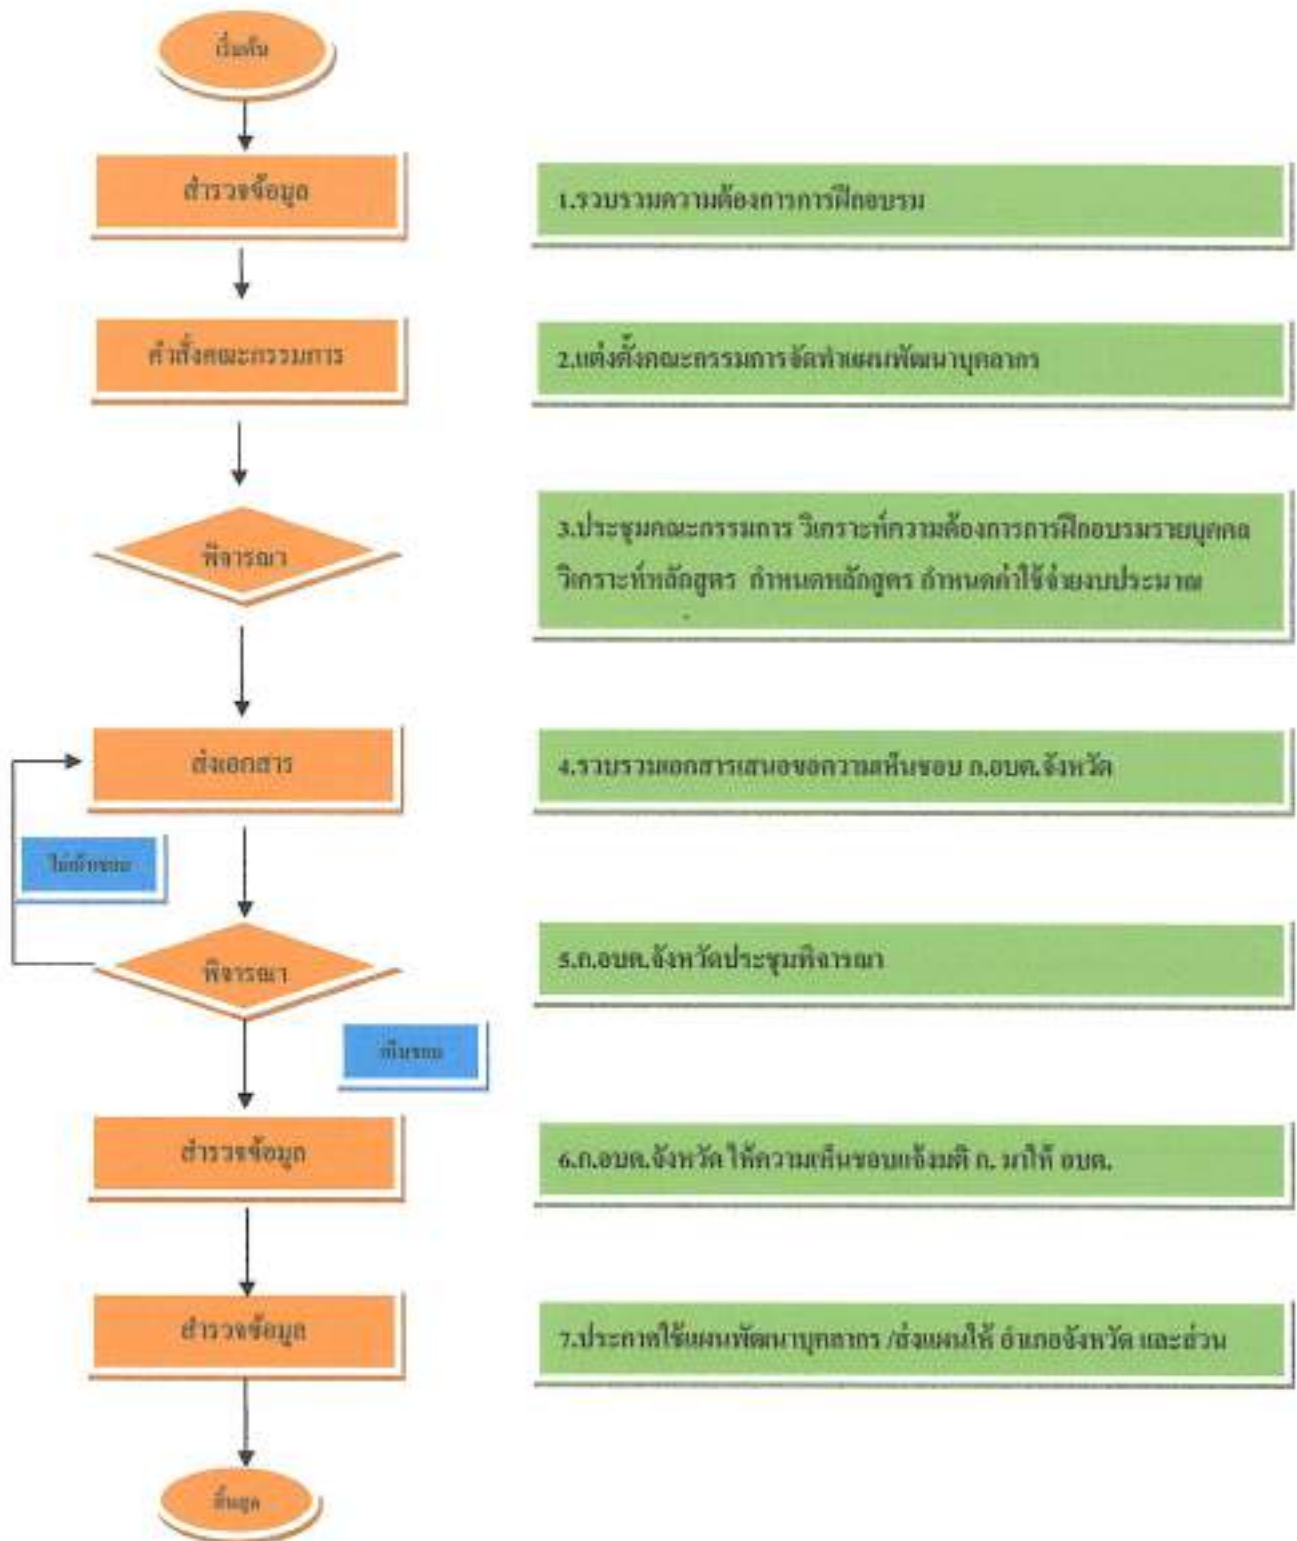 เริ่มต้น
สำรวจข้อมูล
1.รวบรวมความต้องการการฝึกอบรม
คำสั่งคณะกรรมการ
2.แต่งตั้งคณะกรรมการจัดทำแผนพัฒนาบุคลากร
พิจารณา
3.ประชุมคณะกรรมการ วิเคราะห์ความต้องการการฝึกอบรมรายบุคคล
วิเคราะห์หลักสูตร กำหนดหลักสูตร กำหนดค่าใช้จ่ายงบประมาณ
ส่งเอกสาร
4.รวบรวมเอกสารเสนอขอความเห็นชอบ ก.อบต.จังหวัด
ไม่เห็นชอบ
พิจารณา
5.ก.อบต.จังหวัดประชุมพิจารณา
เห็นชอบ
สำรวจข้อมูล
6.ก.อบต.จังหวัด ให้ความเห็นชอบแจ้งมติ ก. มาให้ อบต.
สำรวจข้อมูล
7.ประกาศใช้แผนพัฒนาบุคลากร /ส่งแผนให้ อำเภอจังหวัด และส่วน
สิ้นสุด